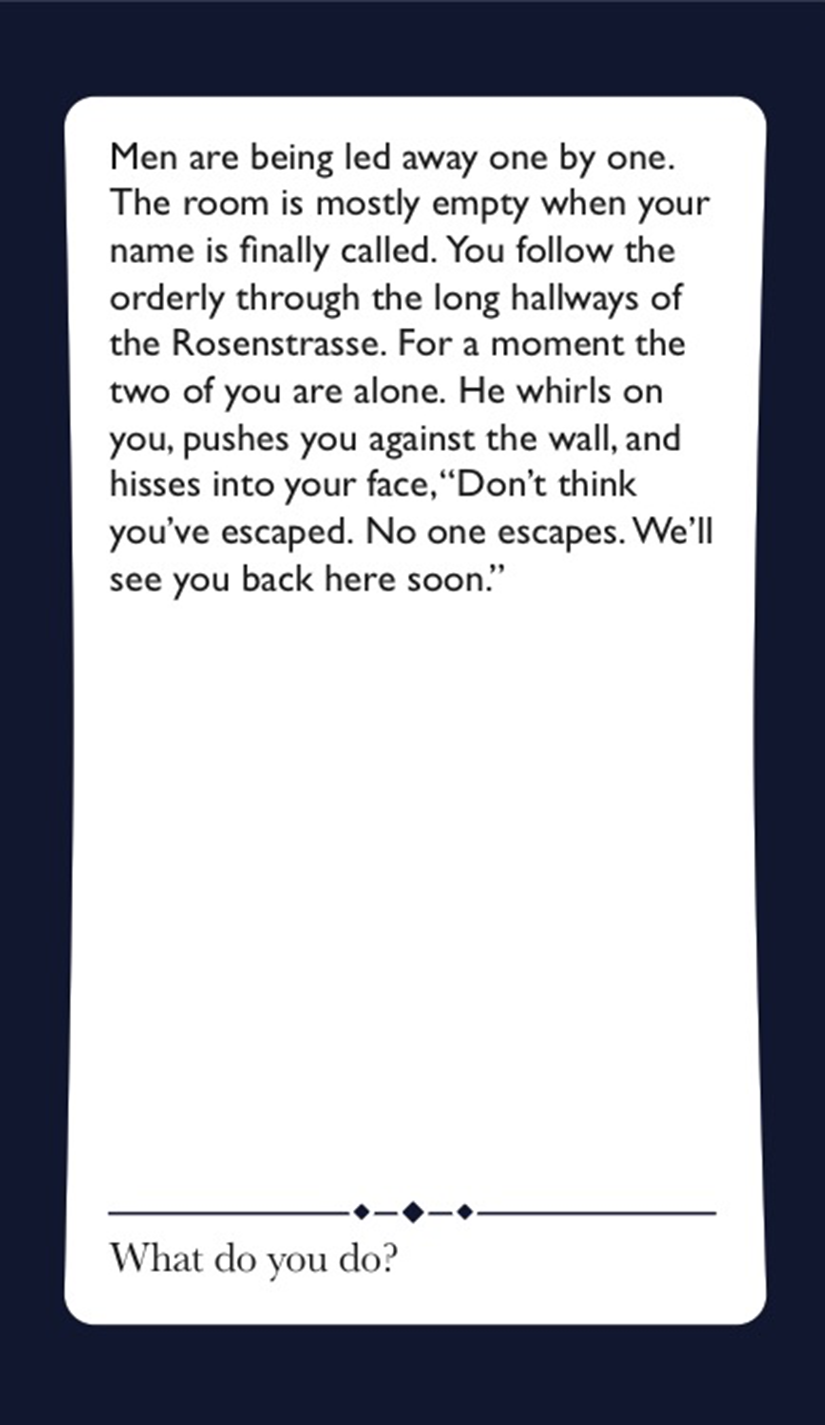 Men are being led away one by one.
The room is mostly empty when your
name is finally called. You follow the
orderly through the long hallways of
the Rosenstrasse. For a moment the
two of you are alone. He whirls on
you, pushes you against the wall, and
hisses into your face, “Don’t think
you’ve escaped. No one escapes. We’ll
see you back here soon.”
What do you do?